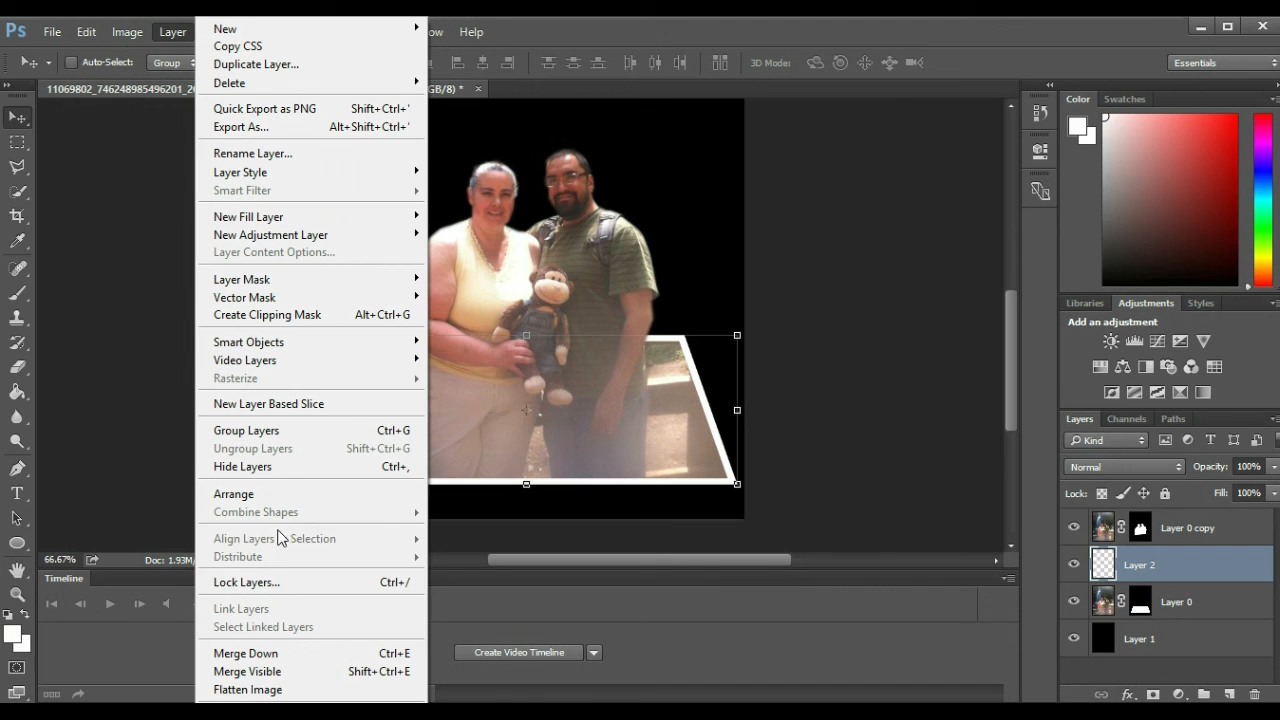 Ps File Edit Image Layer ow Help
Auto-Select: Group 3D Mode: Essentials
11069802_746248985496201_20 GB/8) * ×
New
Copy CSS
Duplicate Layer...
Delete
Quick Export as PNG Shift+Ctrl+'
Export As... Alt+Shift+Ctrl+'
Rename Layer...
Layer Style
Smart Filter
New Fill Layer
New Adjustment Layer
Layer Content Options...
Layer Mask
Vector Mask
Create Clipping Mask Alt+Ctrl+G
Smart Objects
Video Layers
Rasterize
New Layer Based Slice
Group Layers Ctrl+G
Ungroup Layers Shift+Ctrl+G
Hide Layers Ctrl+,
Arrange
Combine Shapes
Align Layers Selection
Distribute
Lock Layers... Ctrl+/
Link Layers
Select Linked Layers
Merge Down Ctrl+E
Merge Visible Shift+Ctrl+E
Flatten Image
Color Swatches
Libraries Adjustments Styles
Add an adjustment
Layers Channels Paths
Kind
Normal Opacity: 100%
Lock: Fill: 100%
Layer 0 copy
Layer 2
Layer 0
Layer 1
66.67% Doc: 1.93M/
Timeline
Create Video Timeline